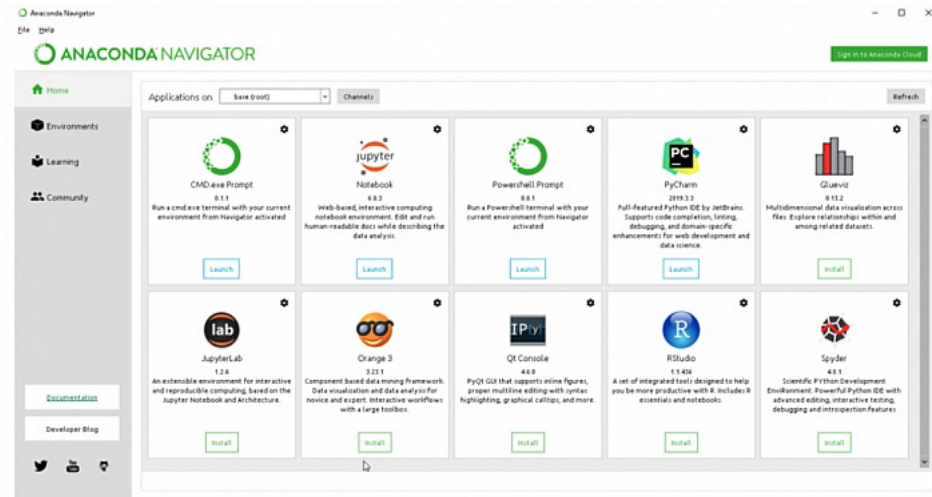 Anaconda Navigator
File Help
ANACONDA NAVIGATOR
Sign in to Anaconda Cloud
Home
Environments
Learning
Community
Documentation
Developer Blog
You
Tube
Applications on base (root) Channels Refresh
CMD.exe Prompt
0.1.1
Run a cmd.exe terminal with your current
environment from Navigator activated
Launch
jupyter
Notebook
6.0.3
Web-based, interactive computing
notebook environment. Edit and run
human-readable docs while describing the
data analysis.
Launch
Powershell Prompt
0.0.1
Run a Powershell terminal with your
current environment from Navigator
activated
Launch
PC
PyCharm
2019.3.3
Full-featured Python IDE by JetBrains.
Supports code completion, linting,
debugging, and domain-specific
enhancements for web development and
data science.
Launch
Glueviz
0.15.2
Multidimensional data visualization across
files. Explore relationships within and
among related datasets.
Install
lab
JupyterLab
1.2.6
An extensible environment for interactive
and reproducible computing, based on the
Jupyter Notebook and Architecture.
Install
Orange 3
3.23.1
Component based data mining framework.
Data visualization and data analysis for
novice and expert. Interactive workflows
with a large toolbox.
Install
IP[y]:
Qt Console
4.6.0
PyQt GUI that supports inline figures,
proper multiline editing with syntax
highlighting, graphical calltips, and more.
Install
R
RStudio
1.1.456
A set of integrated tools designed to help
you be more productive with R. Includes R
essentials and notebooks.
Install
Spyder
4.0.1
Scientific PYthon Development
EnviRonment. Powerful Python IDE with
advanced editing, interactive testing,
debugging and introspection features
Install